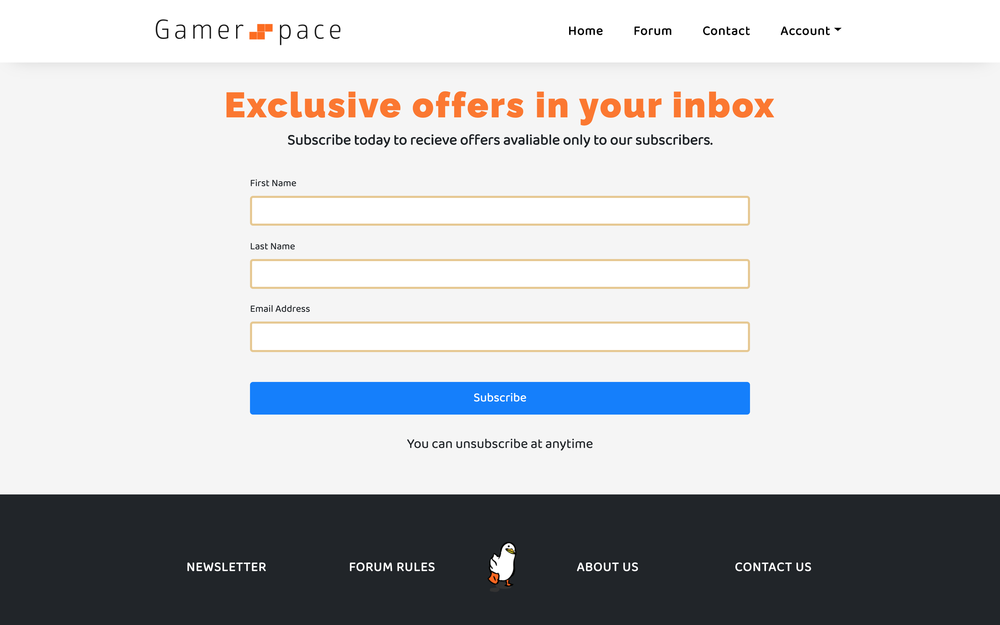 Gamer pace
Home Forum Contact Account
Exclusive offers in your inbox
Subscribe today to recieve offers avaliable only to our subscribers.
First Name
Last Name
Email Address
Subscribe
You can unsubscribe at anytime
NEWSLETTER FORUM RULES ABOUT US CONTACT US